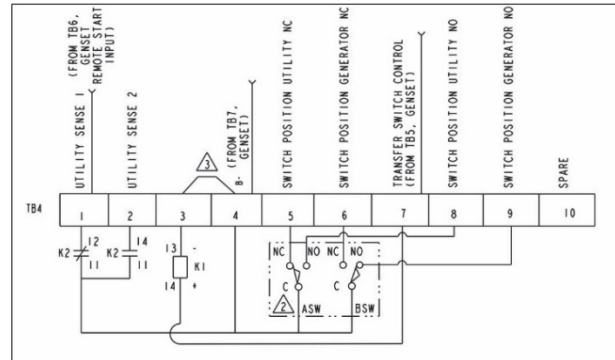 UTILITY SENSE 1
(FROM TB6,
GENSET
REMOTE START
INPUT)
UTILITY SENSE 2
3
B-
(FROM TB7,
GENSET)
SWITCH POSITION UTILITY NC
SWITCH POSITION GENERATOR NC
TRANSFER SWITCH CONTROL
(FROM TB5, GENSET)
SWITCH POSITION UTILITY NO
SWITCH POSITION GENERATOR NO
SPARE
TB4 1 2 3 4 5 6 7 8 9 10
12 14 13 -
K2 K2 K1
11 11 14 +
NC NO NC NO
C C
2 ASW BSW